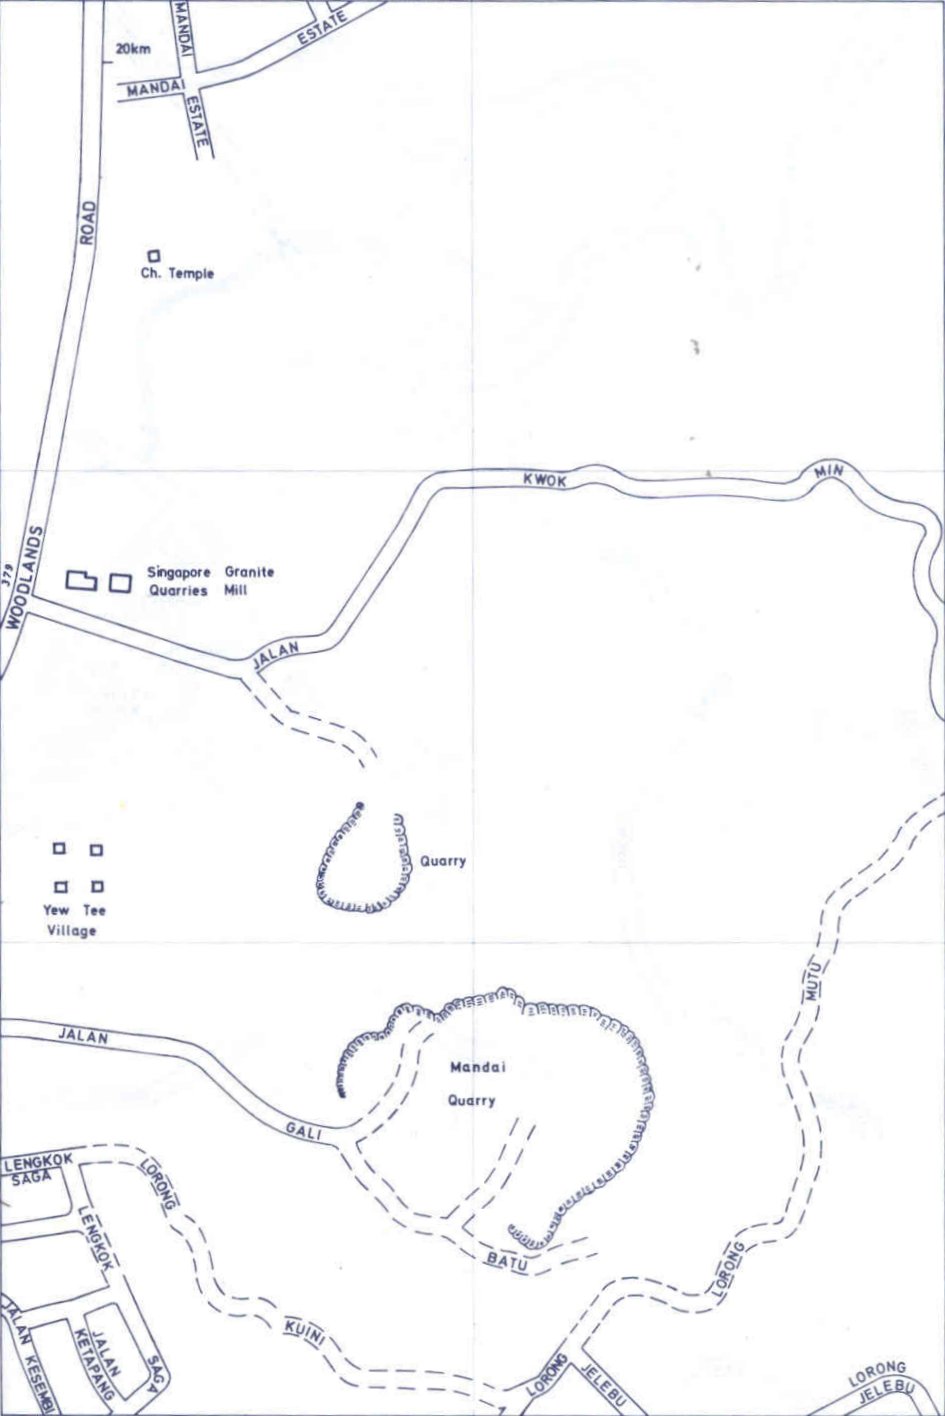 MANDAI
ESTATE
20km
MANDAI
ESTATE
ROAD
Ch. Temple
MIN
KWOK
WOODLANDS
379
Singapore Granite
Quarries Mill
JALAN
Quarry
Yew Tee
Village
MUTU
JALAN
Mandai
Quarry
GALI
LENGKOK
SAGA
LORONG
LENGKOK
BATU
LORONG
KUINI
JALAN KESEMBI
JALAN
KETAPANG
SAGA
LORONG
JELEBU
LORONG
JELEBU